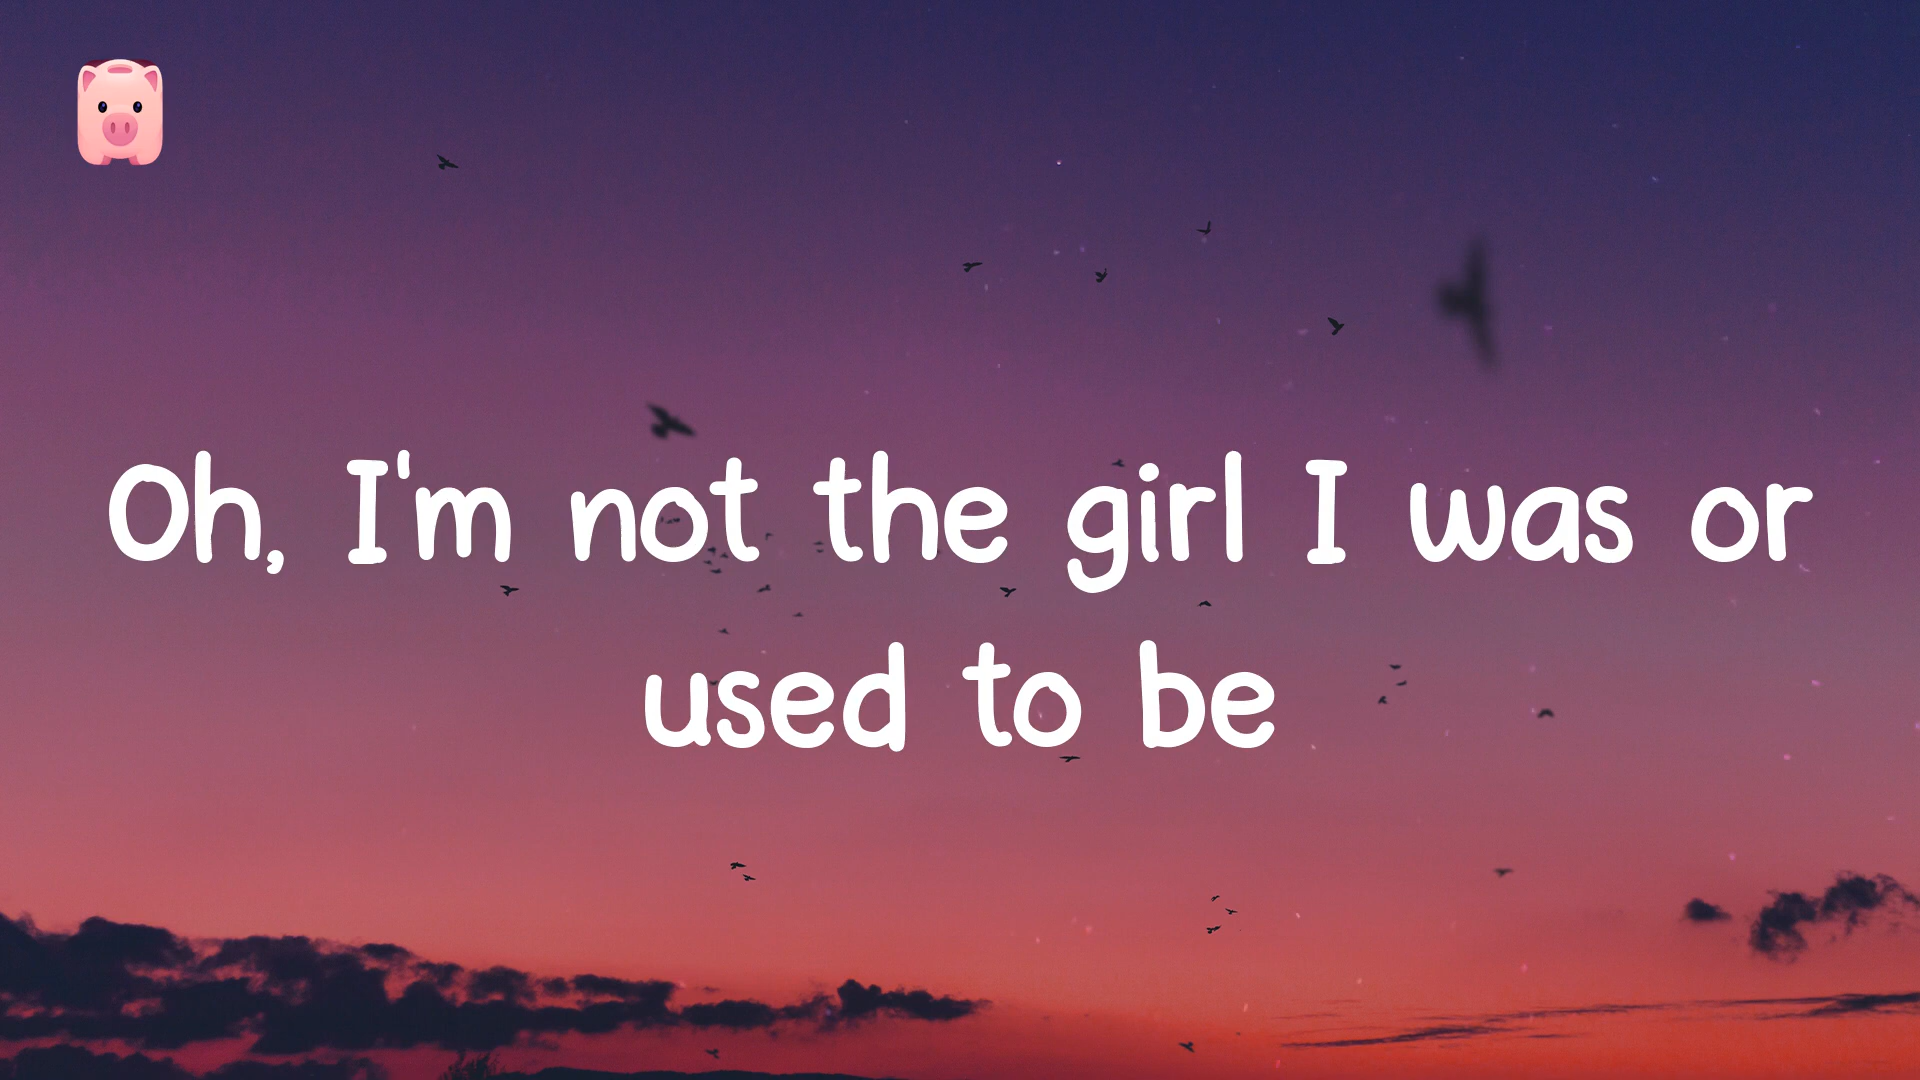 Oh, I'm not the girl I was or
used to be